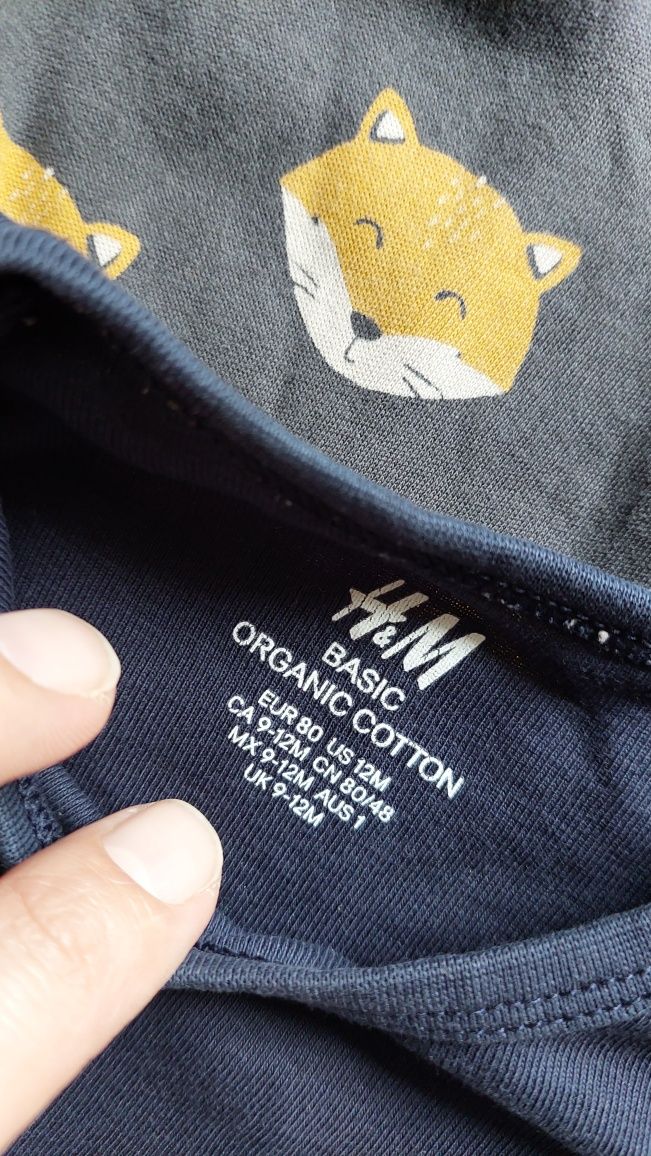 H&M
BASIC
ORGANIC COTTON
EUR 80 US 12M
CA 9-12M CN 80/48
MX 9-12M AUS 1
UK 9-12M